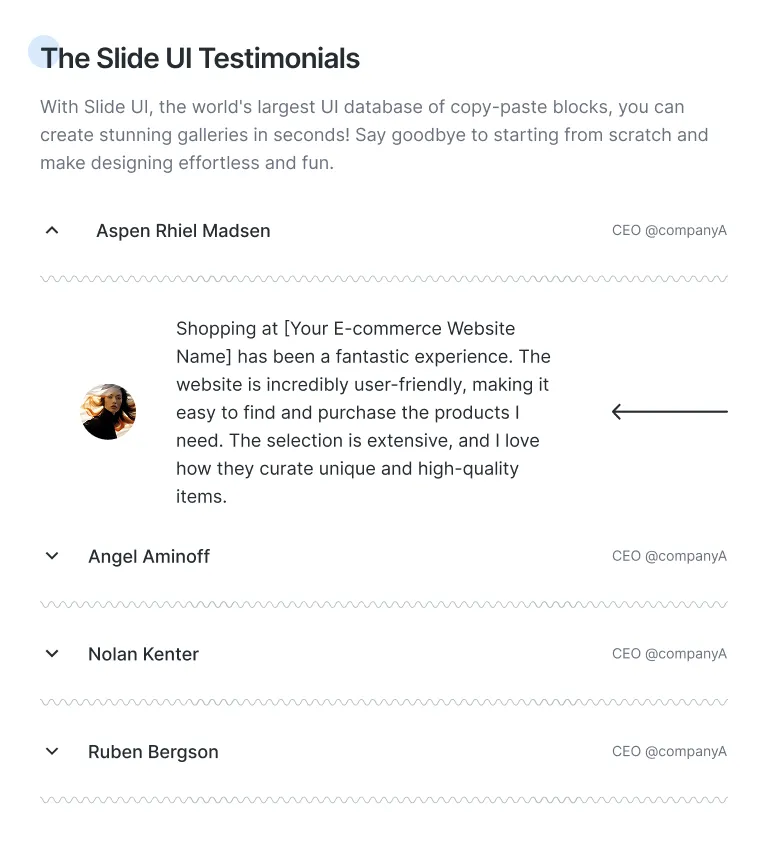 The Slide UI Testimonials
With Slide UI, the world's largest UI database of copy-paste blocks, you can
create stunning galleries in seconds! Say goodbye to starting from scratch and
make designing effortless and fun.
Aspen Rhiel Madsen CEO @companyA
Shopping at [Your E-commerce Website
Name] has been a fantastic experience. The
website is incredibly user-friendly, making it
easy to find and purchase the products I
need. The selection is extensive, and I love
how they curate unique and high-quality
items.
Angel Aminoff CEO @companyA
Nolan Kenter CEO @companyA
Ruben Bergson CEO @companyA